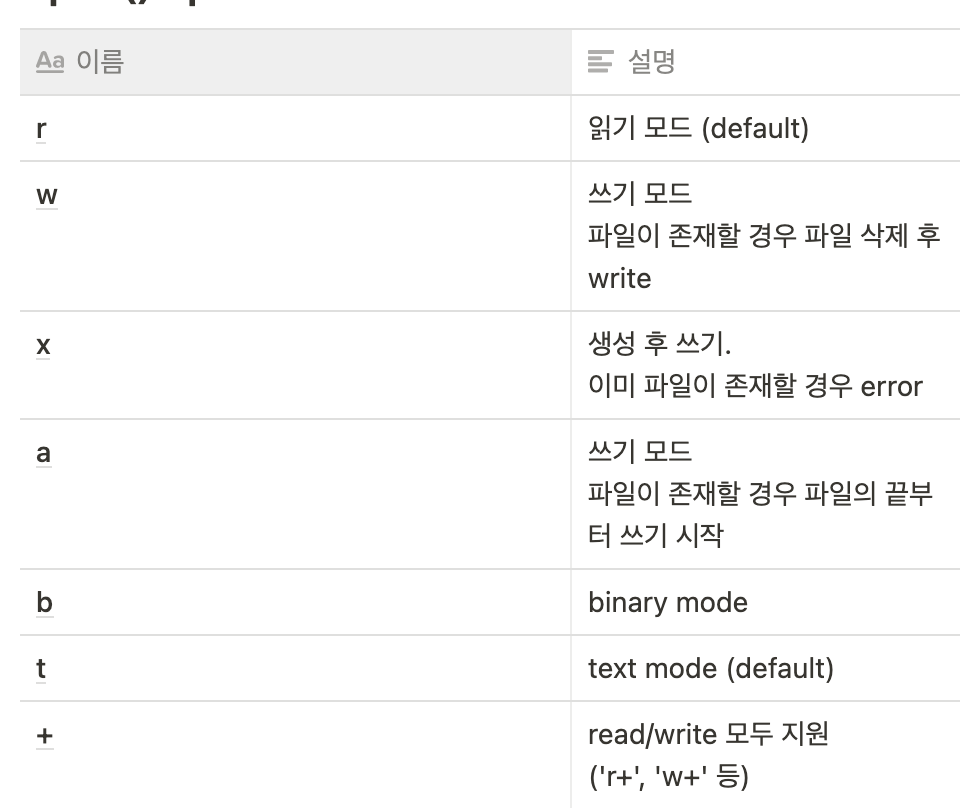 Aa 이름
설명
r
읽기 모드 (default)
w
쓰기 모드
파일이 존재할 경우 파일 삭제 후
write
x
생성 후 쓰기.
이미 파일이 존재할 경우 error
a
쓰기 모드
파일이 존재할 경우 파일의 끝부
터 쓰기 시작
b
binary mode
t
text mode (default)
+
read/write 모두 지원
('r+', 'w+' 등)